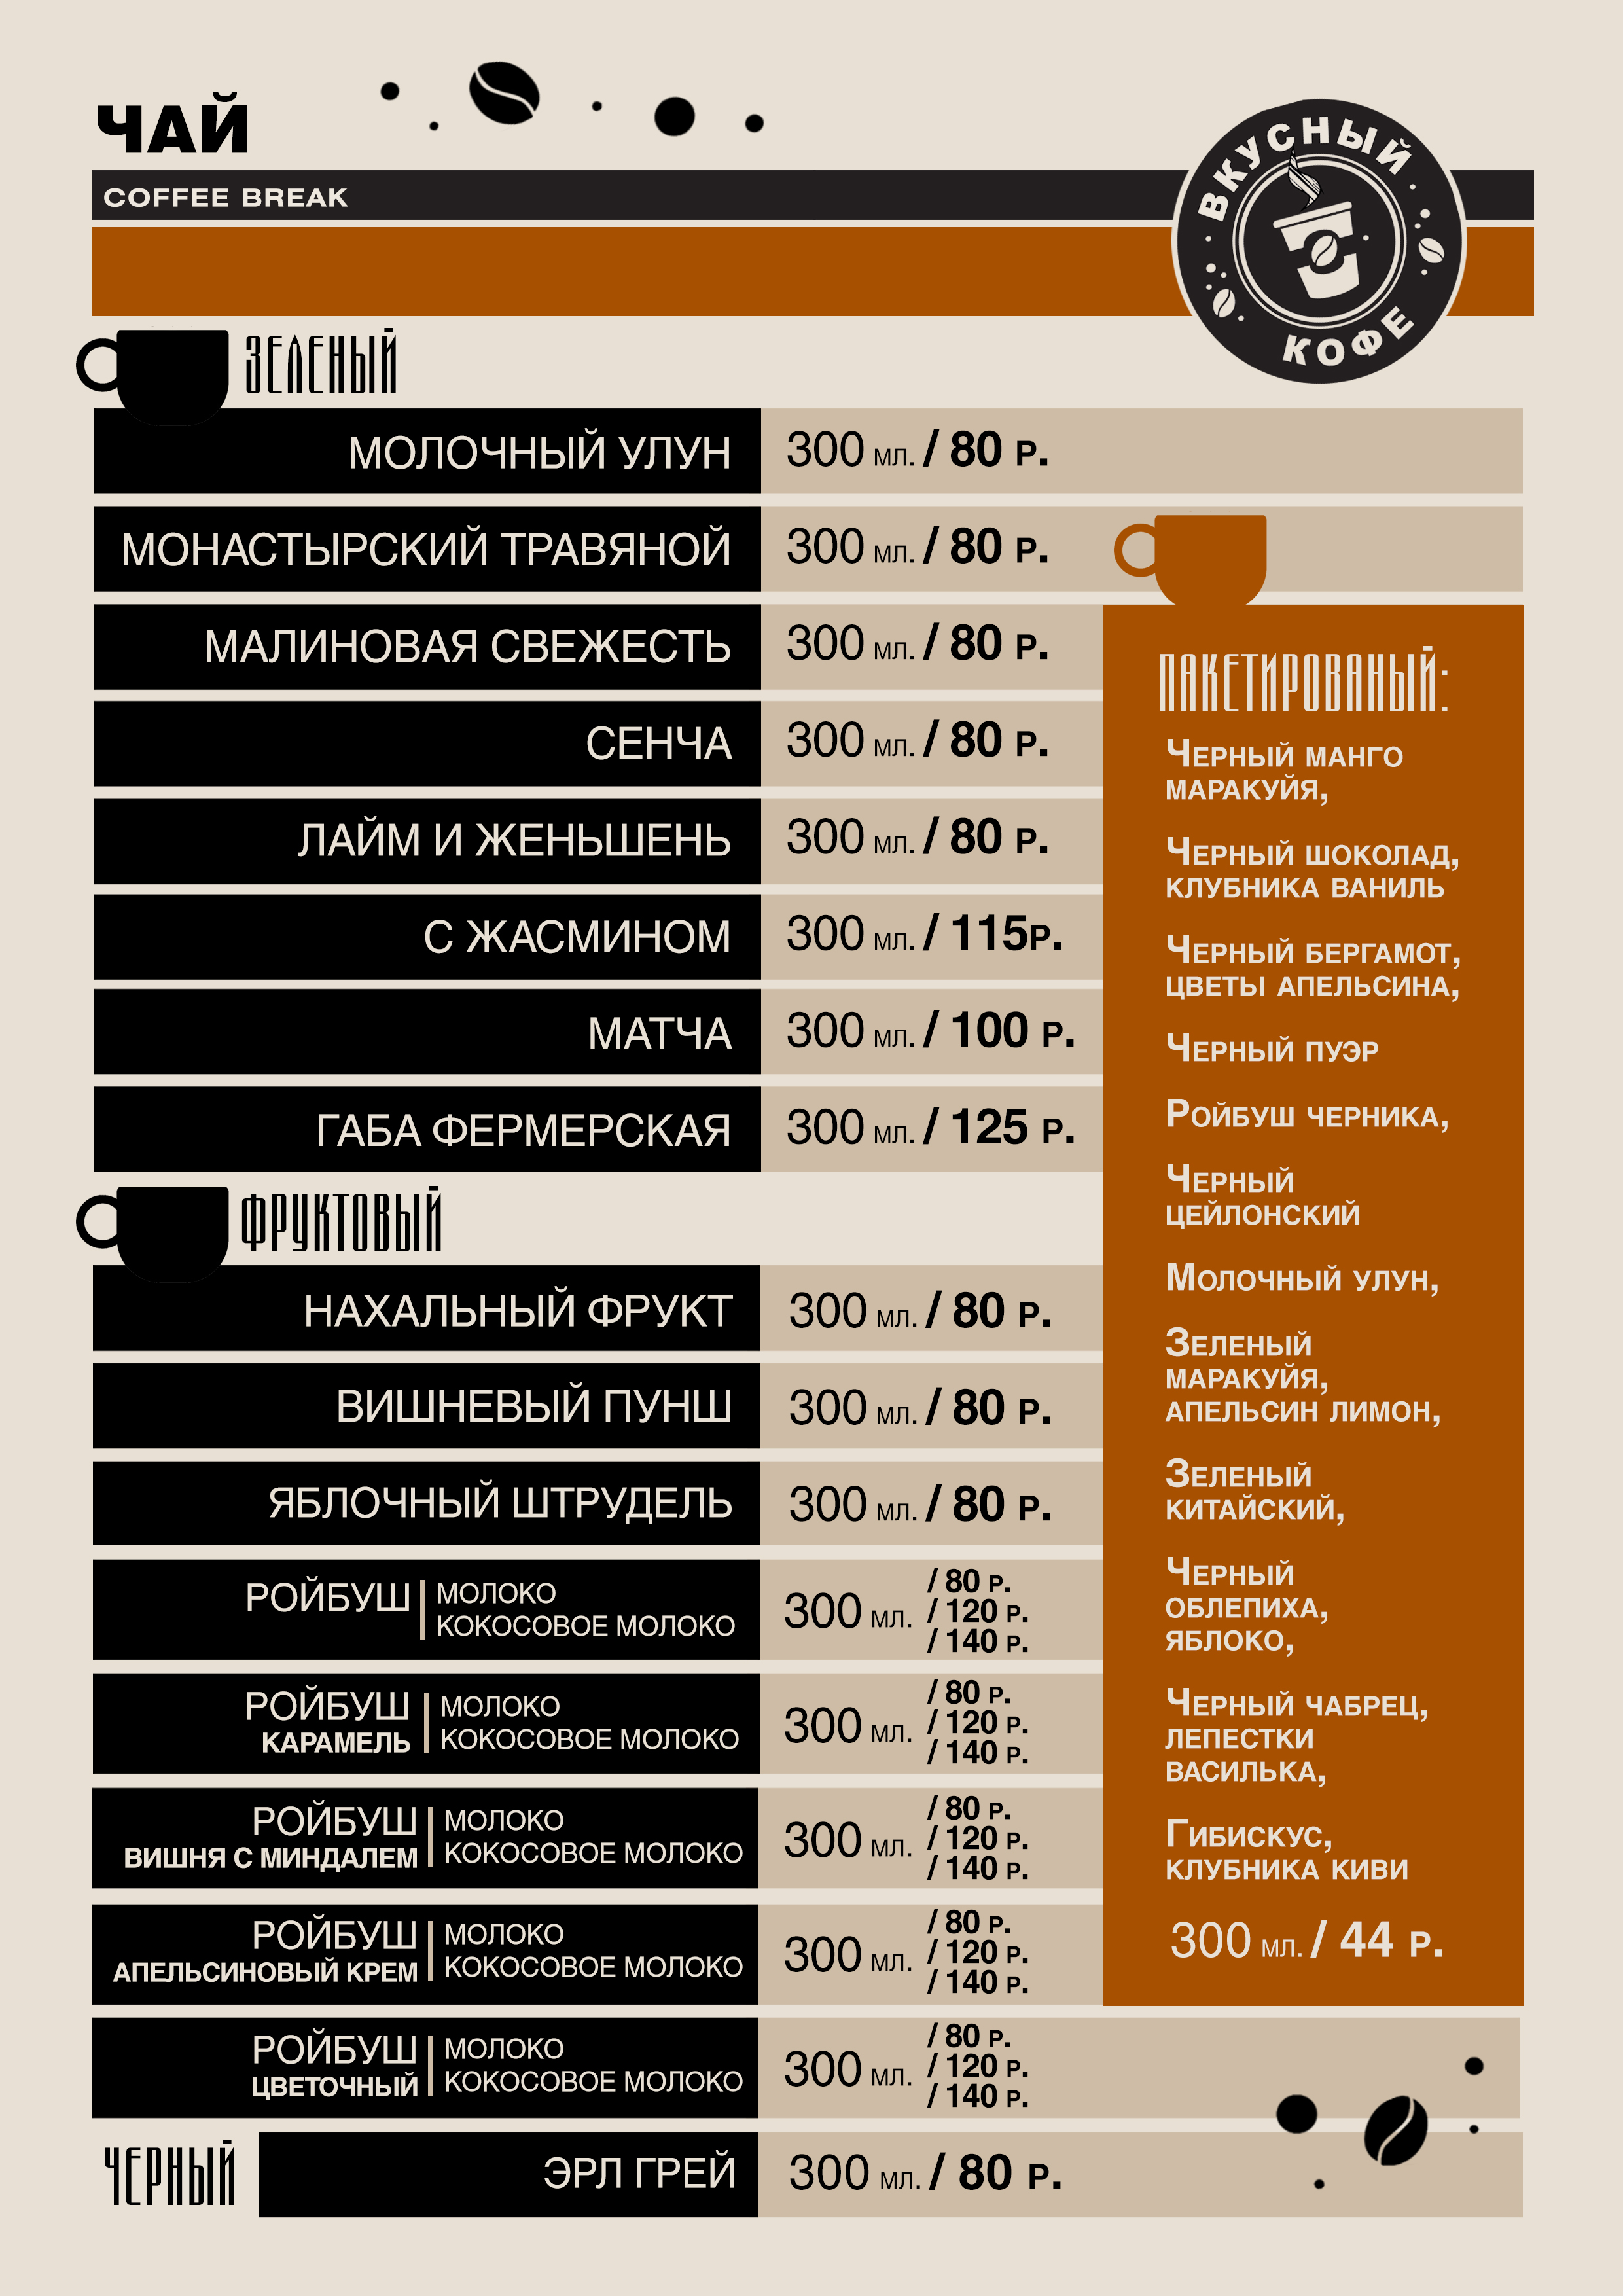 ЧАЙ
COFFEE BREAK
ВКУСНЫЙ
КОФЕ
ЗЕЛЕНЫЙ
МОЛОЧНЫЙ УЛУН 300 МЛ. / 80 Р.
МОНАСТЫРСКИЙ ТРАВЯНОЙ 300 МЛ. / 80 Р.
МАЛИНОВАЯ СВЕЖЕСТЬ 300 МЛ. / 80 Р.
СЕНЧА 300 МЛ. / 80 Р.
ЛАЙМ И ЖЕНЬШЕНЬ 300 МЛ. / 80 Р.
С ЖАСМИНОМ 300 МЛ. / 115Р.
МАТЧА 300 МЛ. / 100 Р.
ГАБА ФЕРМЕРСКАЯ 300 МЛ. / 125 Р.
ФРУКТОВЫЙ
НАХАЛЬНЫЙ ФРУКТ 300 МЛ. / 80 Р.
ВИШНЕВЫЙ ПУНШ 300 МЛ. / 80 Р.
ЯБЛОЧНЫЙ ШТРУДЕЛЬ 300 МЛ. / 80 Р.
РОЙБУШ
МОЛОКО
КОКОСОВОЕ МОЛОКО
300 МЛ.
/ 80 Р.
/ 120 Р.
/ 140 Р.
РОЙБУШ
КАРАМЕЛЬ
МОЛОКО
КОКОСОВОЕ МОЛОКО
300 МЛ.
/ 80 Р.
/ 120 Р.
/ 140 Р.
РОЙБУШ
ВИШНЯ С МИНДАЛЕМ
МОЛОКО
КОКОСОВОЕ МОЛОКО
300 МЛ.
/ 80 Р.
/ 120 Р.
/ 140 Р.
РОЙБУШ
АПЕЛЬСИНОВЫЙ КРЕМ
МОЛОКО
КОКОСОВОЕ МОЛОКО
300 МЛ.
/ 80 Р.
/ 120 Р.
/ 140 Р.
РОЙБУШ
ЦВЕТОЧНЫЙ
МОЛОКО
КОКОСОВОЕ МОЛОКО
300 МЛ.
/ 80 Р.
/ 120 Р.
/ 140 Р.
ЧЕРНЫЙ
ЭРЛ ГРЕЙ 300 МЛ. / 80 Р.
ПАКЕТИРОВАНЫЙ:
ЧЕРНЫЙ МАНГО
МАРАКУЙЯ,
ЧЕРНЫЙ ШОКОЛАД,
КЛУБНИКА ВАНИЛЬ
ЧЕРНЫЙ БЕРГАМОТ,
ЦВЕТЫ АПЕЛЬСИНА,
ЧЕРНЫЙ ПУЭР
РОЙБУШ ЧЕРНИКА,
ЧЕРНЫЙ
ЦЕЙЛОНСКИЙ
МОЛОЧНЫЙ УЛУН,
ЗЕЛЕНЫЙ
МАРАКУЙЯ,
АПЕЛЬСИН ЛИМОН,
ЗЕЛЕНЫЙ
КИТАЙСКИЙ,
ЧЕРНЫЙ
ОБЛЕПИХА,
ЯБЛОКО,
ЧЕРНЫЙ ЧАБРЕЦ,
ЛЕПЕСТКИ
ВАСИЛЬКА,
ГИБИСКУС,
КЛУБНИКА КИВИ
300 МЛ. / 44 Р.